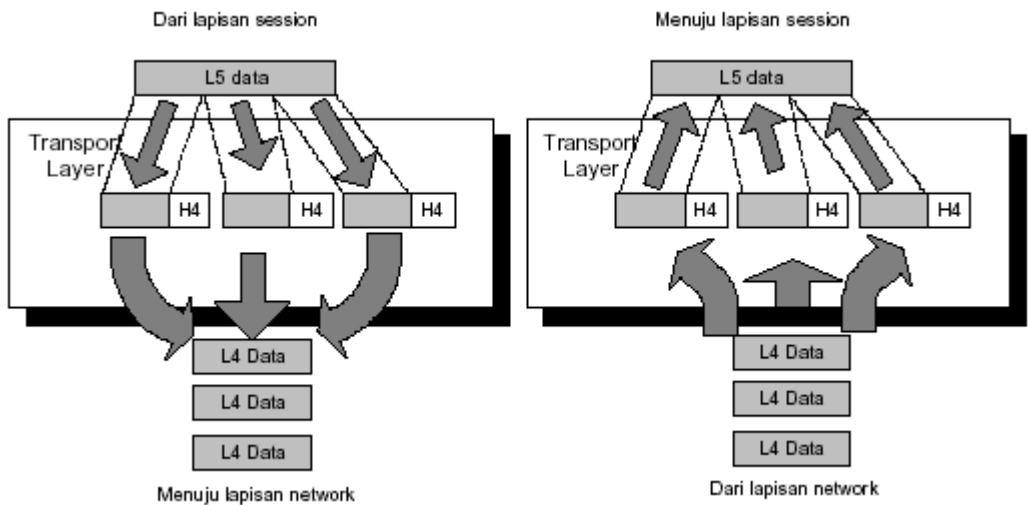 Dari lapisan session
L5 data
Transport
Layer
H4
H4
H4
L4 Data
L4 Data
L4 Data
Menuju lapisan network
Menuju lapisan session
L5 data
Transport
Layer
H4
H4
H4
L4 Data
L4 Data
L4 Data
Dari lapisan network